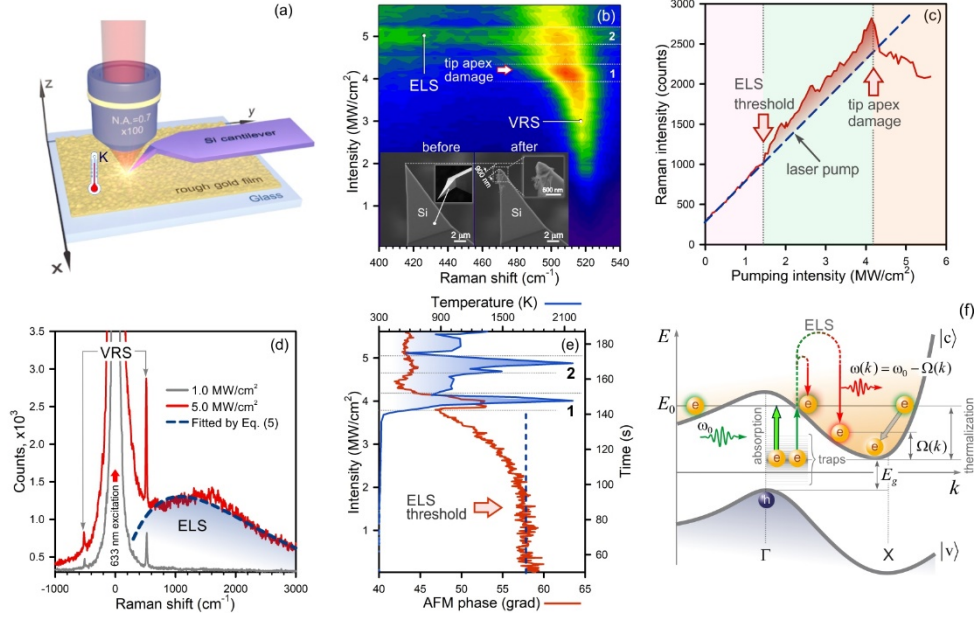 (a)
N.A.=0.7
x100
z
y
x
K
Si cantilever
rough gold film
Glass
(b)
Intensity (MW/cm²)
5
4
3
2
1
ELS
tip apex
damage
VRS
2
1
before
after
900 nm
600 nm
Si
Si
2 μm
2 μm
400 420 440 460 480 500 520 540
Raman shift (cm⁻¹)
(c)
Raman intensity (counts)
3000
2500
2000
1500
1000
500
0
ELS
threshold
tip apex
damage
laser pump
0 1 2 3 4 5 6
Pumping intensity (MW/cm²)
(d)
Counts, x10³
3.5
3.0
2.5
2.0
1.5
1.0
0.5
VRS
1.0 MW/cm²
5.0 MW/cm²
Fitted by Eq. (5)
633 nm excitation
ELS
-1000 0 1000 2000 3000
Raman shift (cm⁻¹)
Temperature (K)
300 900 1500 2100
(e)
Intensity (MW/cm²)
5
4
3
2
1
2
1
ELS
threshold
Time (s)
180
160
140
120
100
80
60
40 45 50 55 60 65
AFM phase (grad)
(f)
E
ELS
|c⟩
ω(k) = ω₀ − Ω(k)
E₀
e
e
e
e
ω₀
absorption
e
e
e
traps
Ω(k)
thermalization
E_g
k
h
Γ
X
|v⟩